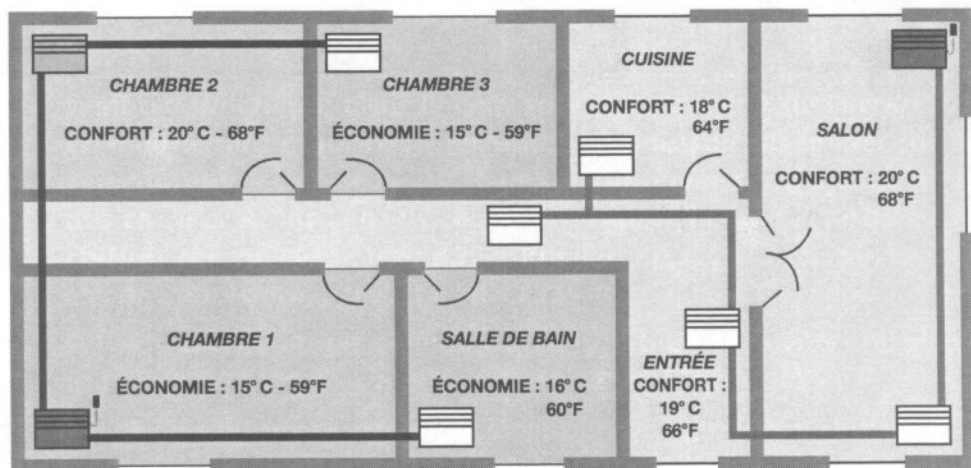 CHAMBRE 2
CONFORT : 20° C - 68°F
CHAMBRE 3
ÉCONOMIE : 15° C - 59°F
CUISINE
CONFORT : 18° C
64°F
SALON
CONFORT : 20° C
68°F
CHAMBRE 1
ÉCONOMIE : 15° C - 59°F
SALLE DE BAIN
ÉCONOMIE : 16° C
60°F
ENTRÉE
CONFORT :
19° C
66°F